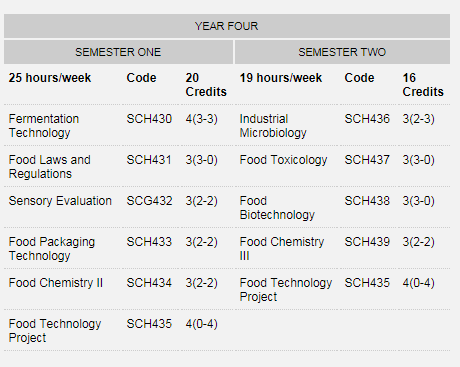 YEAR FOUR
SEMESTER ONE SEMESTER TWO
25 hours/week Code 20 Credits 19 hours/week Code 16 Credits
Fermentation Technology SCH430 4(3-3) Industrial Microbiology SCH436 3(2-3)
Food Laws and Regulations SCH431 3(3-0) Food Toxicology SCH437 3(3-0)
Sensory Evaluation SCG432 3(2-2) Food Biotechnology SCH438 3(3-0)
Food Packaging Technology SCH433 3(2-2) Food Chemistry III SCH439 3(2-2)
Food Chemistry II SCH434 3(2-2) Food Technology Project SCH435 4(0-4)
Food Technology Project SCH435 4(0-4)